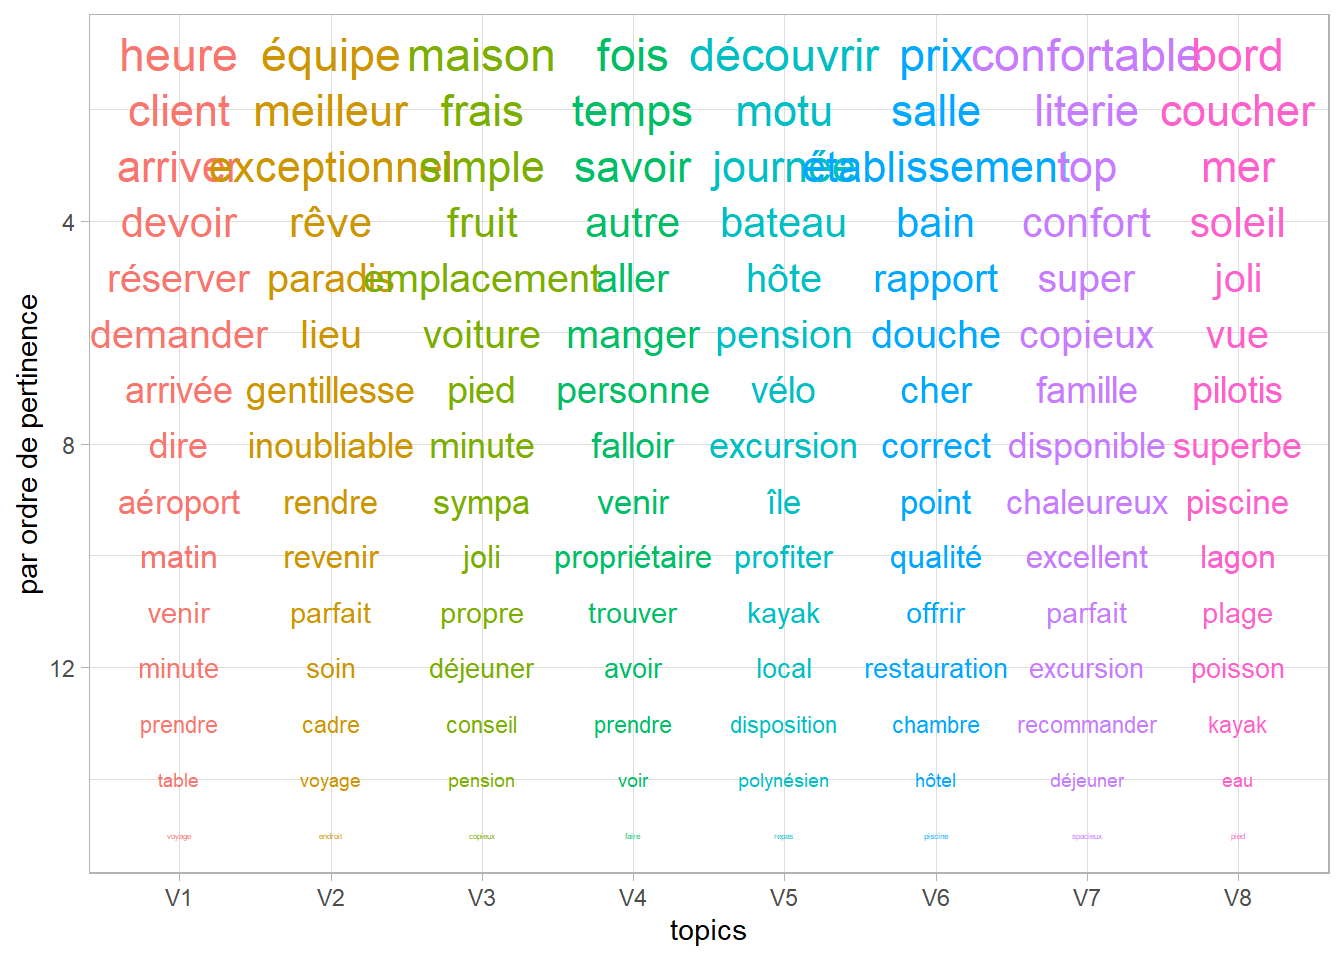 heure équipe maison fois découvrir prix confortable bord
client meilleur frais temps motu salle literie coucher
arriver exceptionnel simple savoir journée établissement top mer
4 devoir rêve fruit autre bateau bain confort soleil
réserver paradis emplacement aller hôte rapport super joli
demander lieu voiture manger pension douche copieux vue
arrivée gentillesse pied personne vélo cher famille pilotis
8 dire inoubliable minute falloir excursion correct disponible superbe
aéroport rendre sympa venir île point chaleureux piscine
matin revenir joli propriétaire profiter qualité excellent lagon
venir parfait propre trouver kayak offrir parfait plage
12 minute soin déjeuner avoir local restauration excursion poisson
prendre cadre conseil prendre disposition chambre recommander kayak
table voyage pension voir polynésien hôtel déjeuner eau
voyage endroit copieux faire repas piscine spacieux pied
V1 V2 V3 V4 V5 V6 V7 V8
topics
par ordre de pertinence